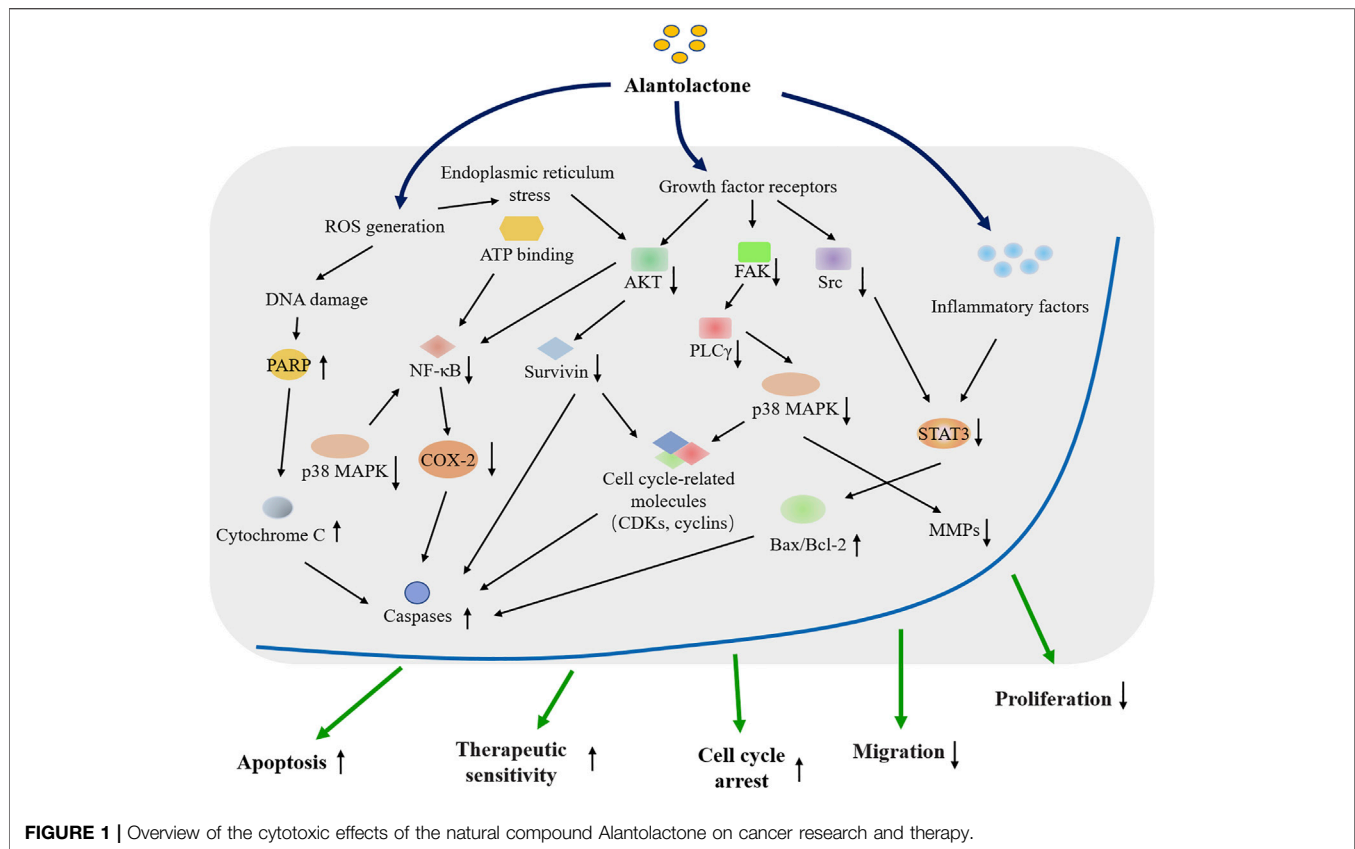 Alantolactone
Endoplasmic reticulum
stress
Growth factor receptors
ROS generation
ATP binding
AKT
FAK
Src
DNA damage
Inflammatory factors
PARP
NF-κB
Survivin
PLCγ
p38 MAPK
STAT3
p38 MAPK
COX-2
Cell cycle-related
molecules
(CDKs, cyclins)
Cytochrome C
Bax/Bcl-2
MMPs
Caspases
Proliferation
Apoptosis
Therapeutic
sensitivity
Cell cycle
arrest
Migration
FIGURE 1 | Overview of the cytotoxic effects of the natural compound Alantolactone on cancer research and therapy.